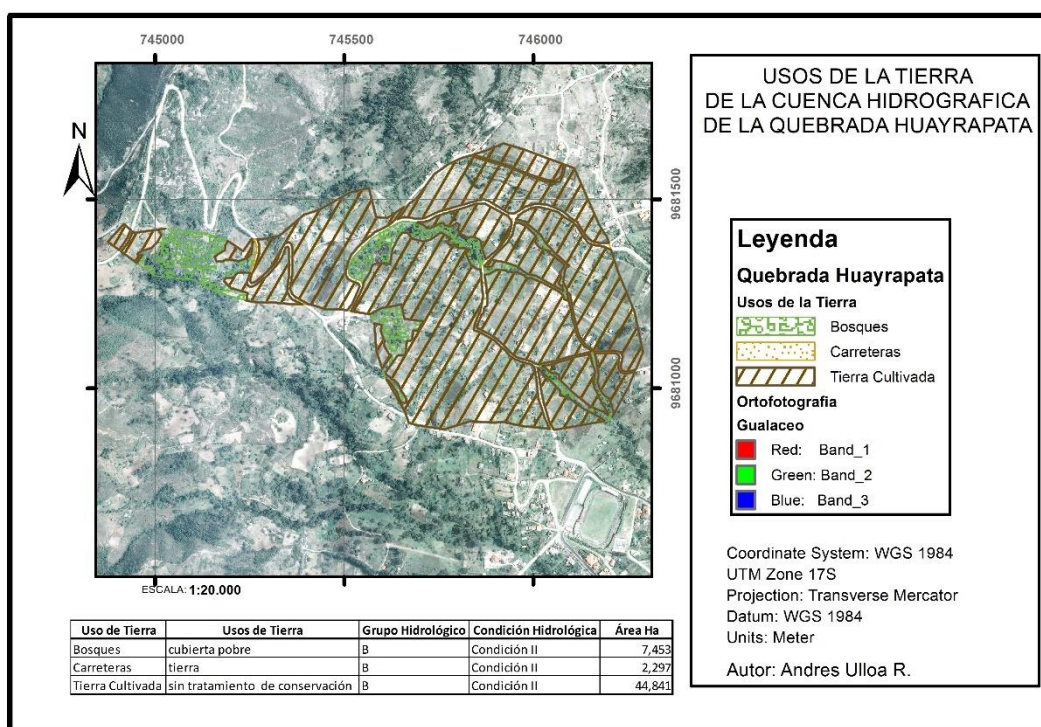 745000 745500 746000
N
9681500
9681000
ESCALA: 1:20.000
USOS DE LA TIERRA
DE LA CUENCA HIDROGRAFICA
DE LA QUEBRADA HUAYRAPATA
Leyenda
Quebrada Huayrapata
Usos de la Tierra
Bosques
Carreteras
Tierra Cultivada
Ortofotografia
Gualaceo
Red: Band_1
Green: Band_2
Blue: Band_3
Coordinate System: WGS 1984
UTM Zone 17S
Projection: Transverse Mercator
Datum: WGS 1984
Units: Meter
Autor: Andres Ulloa R.
Uso de Tierra Usos de Tierra Grupo Hidrológico Condición Hidrológica Área Ha
Bosques cubierta pobre B Condición II 7,453
Carreteras tierra B Condición II 2,297
Tierra Cultivada sin tratamiento de conservación B Condición II 44,841